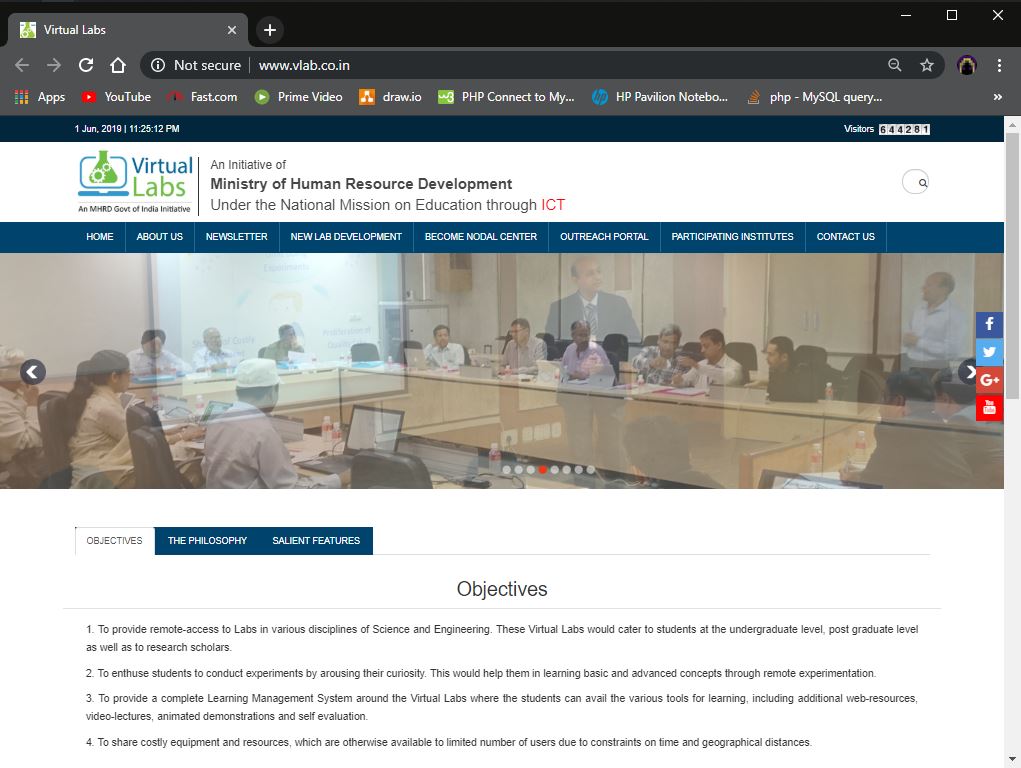 Virtual Labs
Not secure
www.vlab.co.in
Apps
YouTube
Fast.com
Prime Video
draw.io
PHP Connect to My...
HP Pavilion Notebo...
php - MySQL query...
»
1 Jun, 2019 | 11:25:12 PM
Visitors 644281
Virtual
Labs
An MHRD Govt of India Initiative
An Initiative of
Ministry of Human Resource Development
Under the National Mission on Education through ICT
HOME
ABOUT US
NEWSLETTER
NEW LAB DEVELOPMENT
BECOME NODAL CENTER
OUTREACH PORTAL
PARTICIPATING INSTITUTES
CONTACT US
Experiments
Proliferation of
of Costly
G+
You
Tube
OBJECTIVES
THE PHILOSOPHY
SALIENT FEATURES
Objectives
1. To provide remote-access to Labs in various disciplines of Science and Engineering. These Virtual Labs would cater to students at the undergraduate level, post graduate level
as well as to research scholars.
2. To enthuse students to conduct experiments by arousing their curiosity. This would help them in learning basic and advanced concepts through remote experimentation.
3. To provide a complete Learning Management System around the Virtual Labs where the students can avail the various tools for learning, including additional web-resources,
video-lectures, animated demonstrations and self evaluation.
4. To share costly equipment and resources, which are otherwise available to limited number of users due to constraints on time and geographical distances.